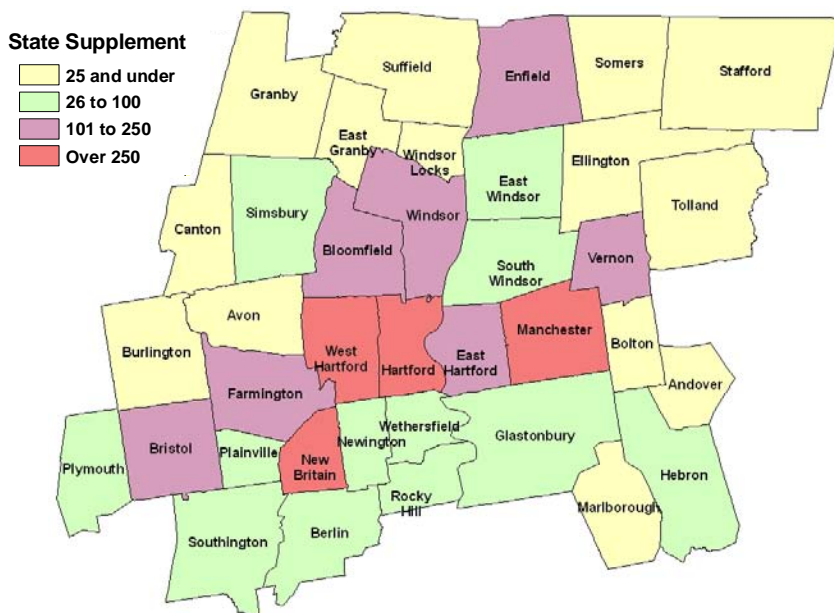 State Supplement
25 and under
26 to 100
101 to 250
Over 250
Granby
Suffield
Enfield
Somers
Stafford
East
Granby
Windsor
Locks
East
Windsor
Ellington
Tolland
Canton
Simsbury
Bloomfield
Windsor
South
Windsor
Vernon
Burlington
Avon
West
Hartford
Hartford
East
Hartford
Manchester
Bolton
Andover
Farmington
Plymouth
Bristol
Plainville
New
Britain
Newington
Wethersfield
Glastonbury
Hebron
Rocky
Hill
Marlborough
Southington
Berlin